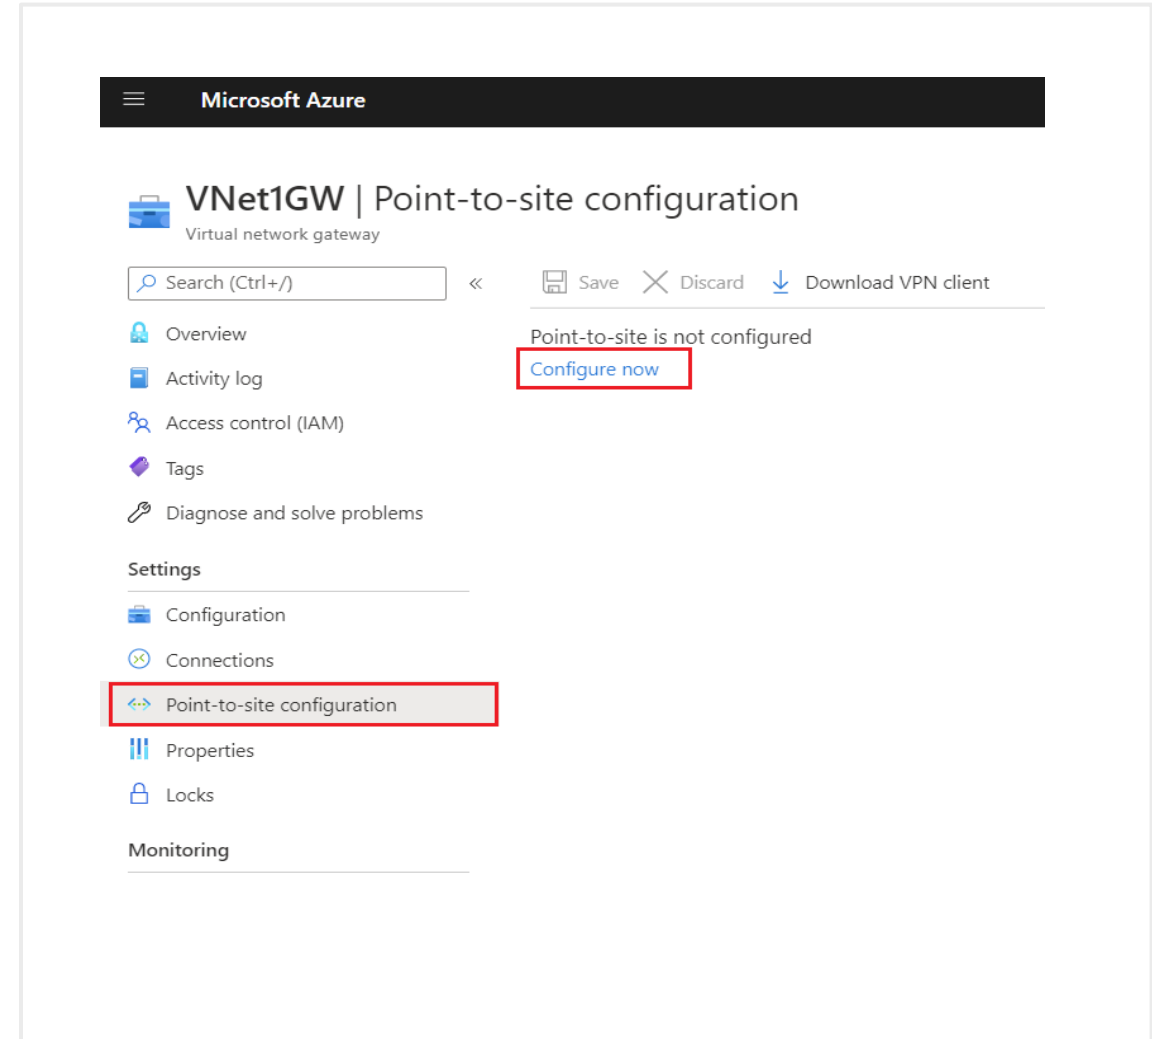 Microsoft Azure
VNet1GW | Point-to-site configuration
Virtual network gateway
Search (Ctrl+/)
«
Save
Discard
Download VPN client
Overview
Activity log
Access control (IAM)
Tags
Diagnose and solve problems
Settings
Configuration
Connections
Point-to-site configuration
Properties
Locks
Monitoring
Point-to-site is not configured
Configure now